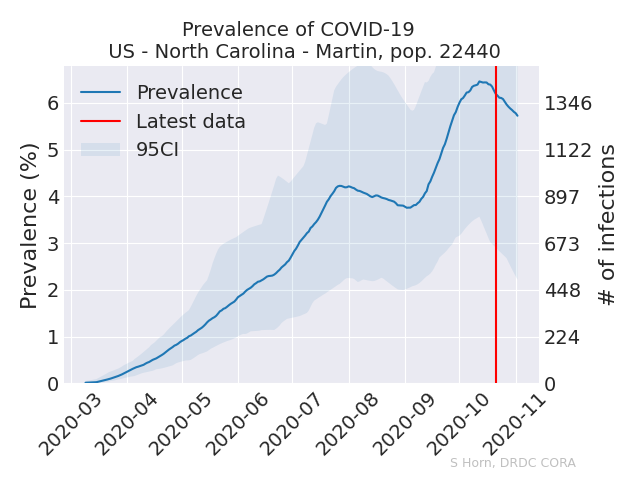 Prevalence of COVID-19
US - North Carolina - Martin, pop. 22440
Prevalence
Latest data
95CI
Prevalence (%)
6
5
4
3
2
1
0
1346
1122
897
673
448
224
0
# of infections
2020-03
2020-04
2020-05
2020-06
2020-07
2020-08
2020-09
2020-10
2020-11
S Horn, DRDC CORA